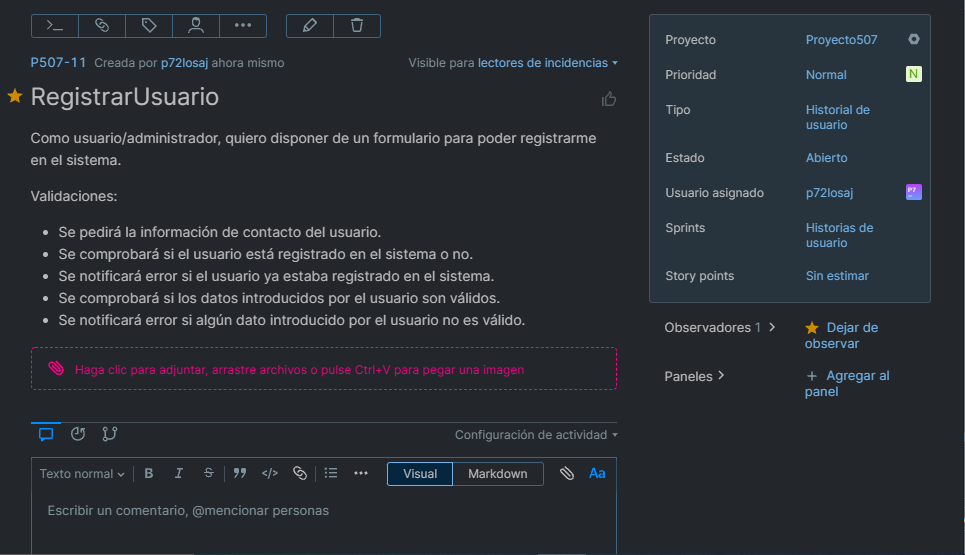 P507-11 Creada por p72losaj ahora mismo
Visible para lectores de incidencias
RegistrarUsuario
Como usuario/administrador, quiero disponer de un formulario para poder registrarme
en el sistema.
Validaciones:
Se pedirá la información de contacto del usuario.
Se comprobará si el usuario está registrado en el sistema o no.
Se notificará error si el usuario ya estaba registrado en el sistema.
Se comprobará si los datos introducidos por el usuario son válidos.
Se notificará error si algún dato introducido por el usuario no es válido.
Haga clic para adjuntar, arrastre archivos o pulse Ctrl+V para pegar una imagen
Configuración de actividad
Texto normal B I S Visual Markdown Aa
Escribir un comentario, @mencionar personas
Proyecto Proyecto507
Prioridad Normal N
Tipo Historial de
usuario
Estado Abierto
Usuario asignado p72losaj P7
Sprints Historias de
usuario
Story points Sin estimar
Observadores 1 Dejar de
observar
Paneles Agregar al
panel